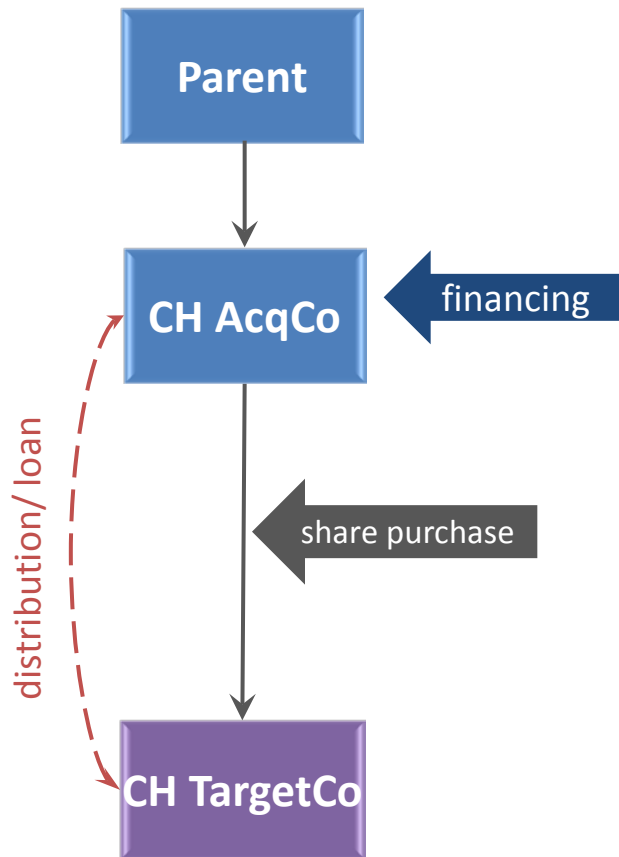 Parent
CH AcqCo
financing
distribution/ loan
share purchase
CH TargetCo